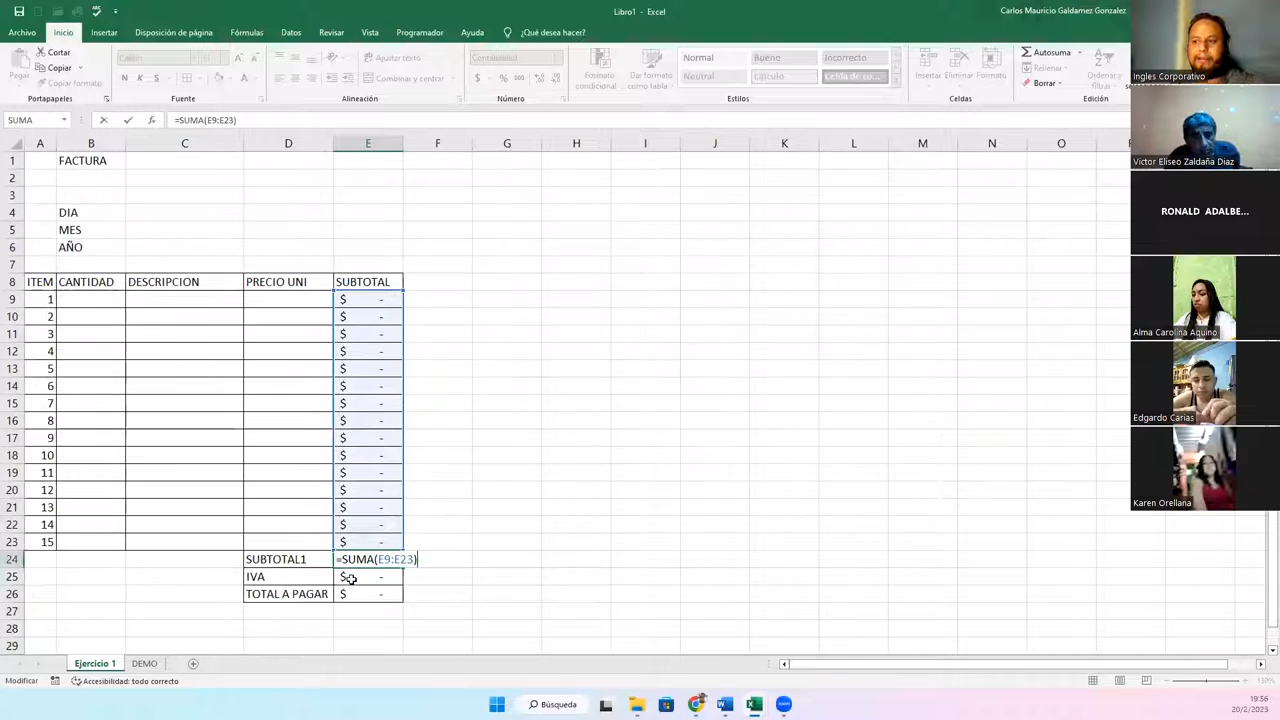 Libro1 - Excel
Carlos Mauricio Galdamez Gonzalez
Archivo Inicio Insertar Disposición de página Fórmulas Datos Revisar Vista Programador Ayuda ¿Qué desea hacer?
Pegar
Cortar
Copiar
Copiar formato
Portapapeles
Fuente
Ajustar texto
Combinar y centrar
Alineación
Número
Formato condicional
Dar formato como tabla
Normal Bueno Incorrecto
Neutral Cálculo Celda de co...
Estilos
Insertar Eliminar Formato
Celdas
Autosuma
Rellenar
Borrar
Ordenar y
Edición
SUMA
=SUMA(E9:E23)
A B C D E F G H I J K L M N O P
1 FACTURA
2
3
4 DIA
5 MES
6 AÑO
7
8 ITEM CANTIDAD DESCRIPCION PRECIO UNI SUBTOTAL
9 1 $ -
10 2 $ -
11 3 $ -
12 4 $ -
13 5 $ -
14 6 $ -
15 7 $ -
16 8 $ -
17 9 $ -
18 10 $ -
19 11 $ -
20 12 $ -
21 13 $ -
22 14 $ -
23 15 $ -
24 SUBTOTAL1 =SUMA(E9:E23)
25 IVA $ -
26 TOTAL A PAGAR $ -
27
28
29
Ejercicio 1 DEMO
Modificar Accesibilidad: todo correcto
130%
Búsqueda
19:56
20/2/2023
Ingles Corporativo
Victor Eliseo Zaldaña Diaz
RONALD ADALBE...
Alma Carolina Aquino
Edgardo Carias
Karen Orellana